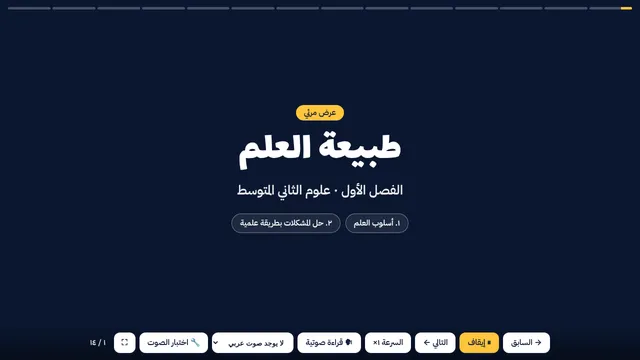 عرض مرئي
طبيعة العلم
الفصل الأول · علوم الثاني المتوسط
١. أسلوب العلم
٢. حل المشكلات بطريقة علمية
→ السابق
⏸ إيقاف
التالي ←
السرعة ١×
🗣 قراءة صوتية
لا يوجد صوت عربي
🔧 اختبار الصوت
⛶
١ / ١٤